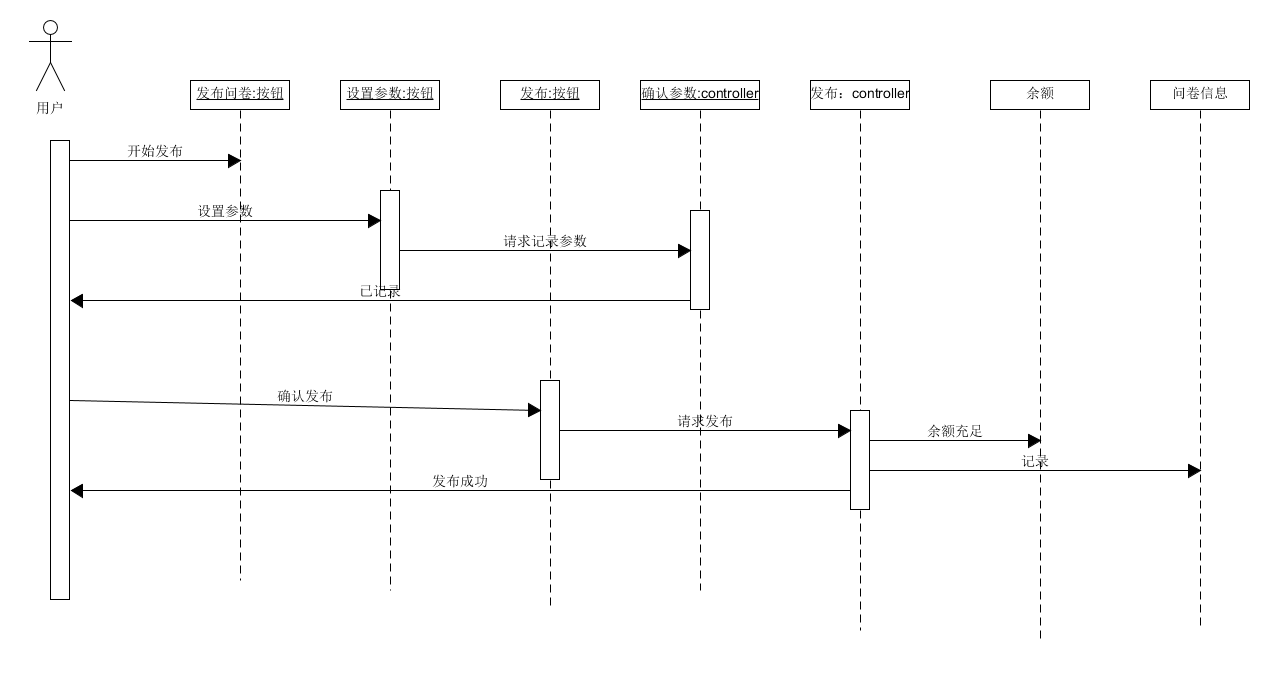 用户
发布问卷:按钮
设置参数:按钮
发布:按钮
确认参数:controller
发布：controller
余额
问卷信息
开始发布
设置参数
请求记录参数
已记录
确认发布
请求发布
余额充足
记录
发布成功